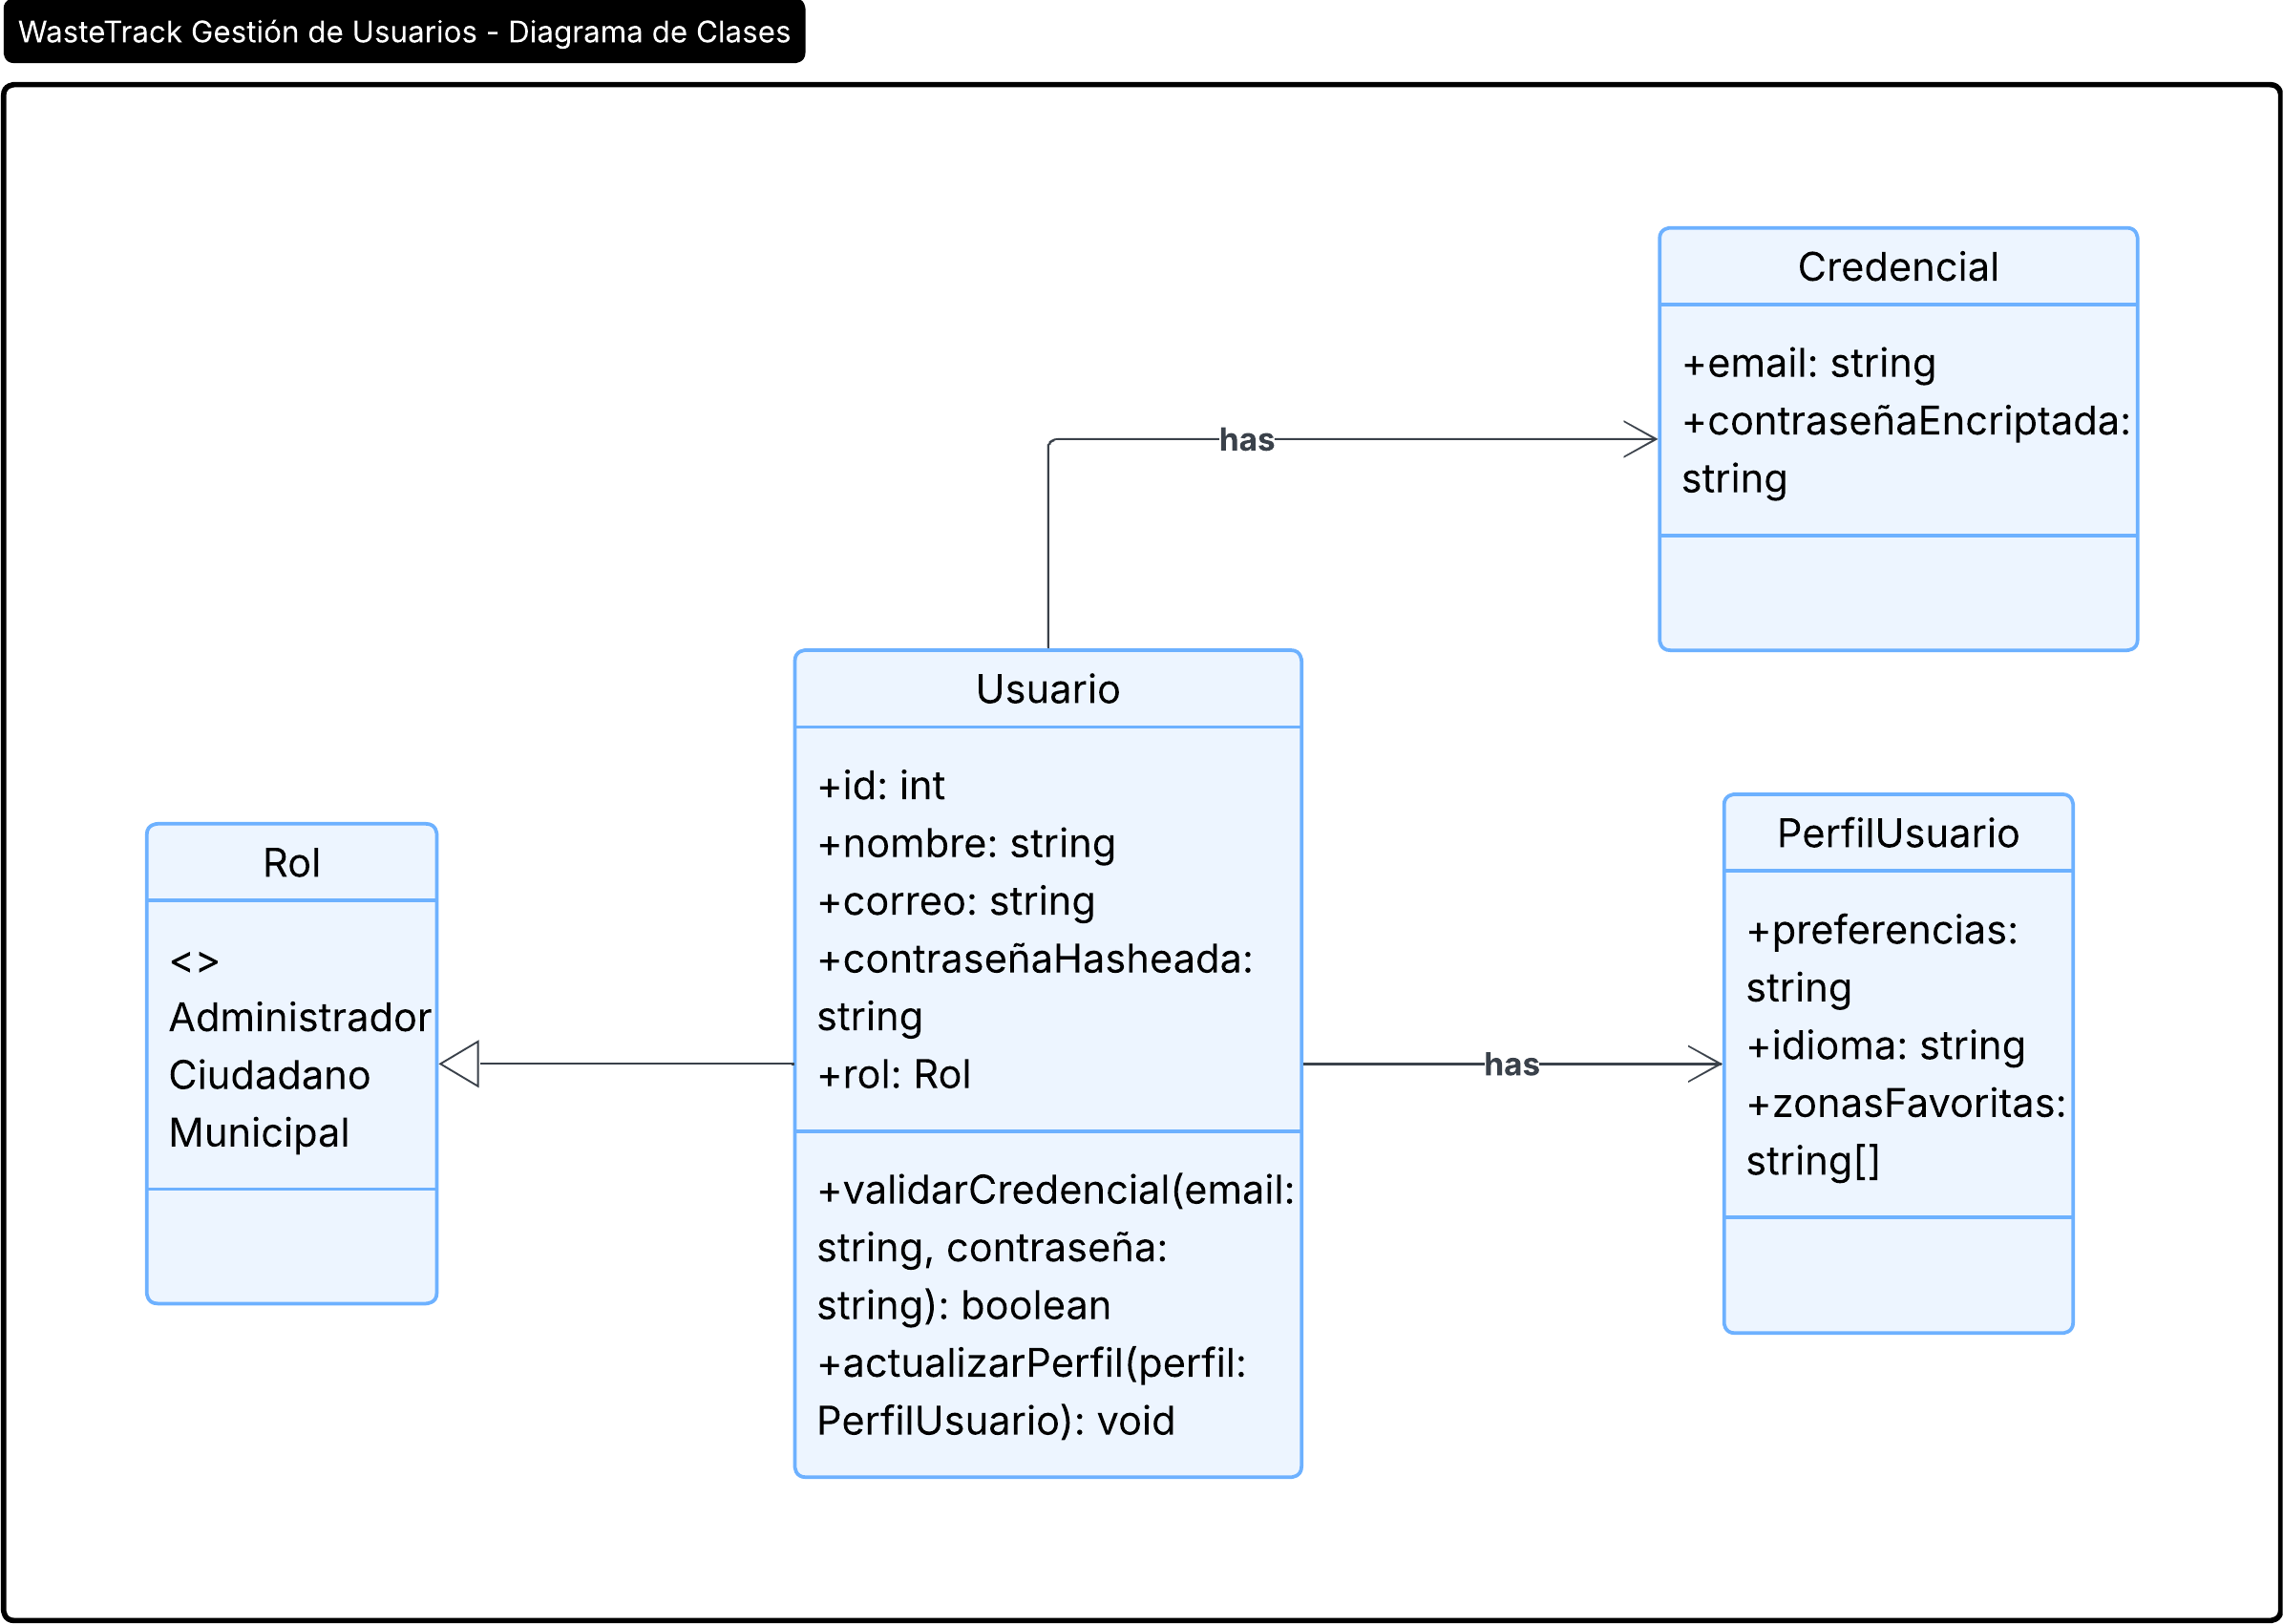 WasteTrack Gestión de Usuarios - Diagrama de Clases
Credencial
+email: string
+contraseñaEncriptada:
string
has
Usuario
+id: int
+nombre: string
+correo: string
+contraseñaHasheada:
string
+rol: Rol
+validarCredencial(email:
string, contraseña:
string): boolean
+actualizarPerfil(perfil:
PerfilUsuario): void
Rol
<>
Administrador
Ciudadano
Municipal
has
PerfilUsuario
+preferencias:
string
+idioma: string
+zonasFavoritas:
string[]